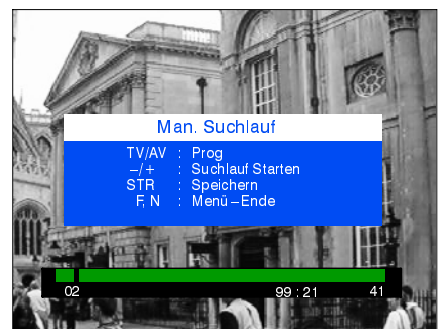 Man. Suchlauf
TV/AV : Prog
–/+ : Suchlauf Starten
STR : Speichern
F, N : Menü–Ende
02 99 : 21 41